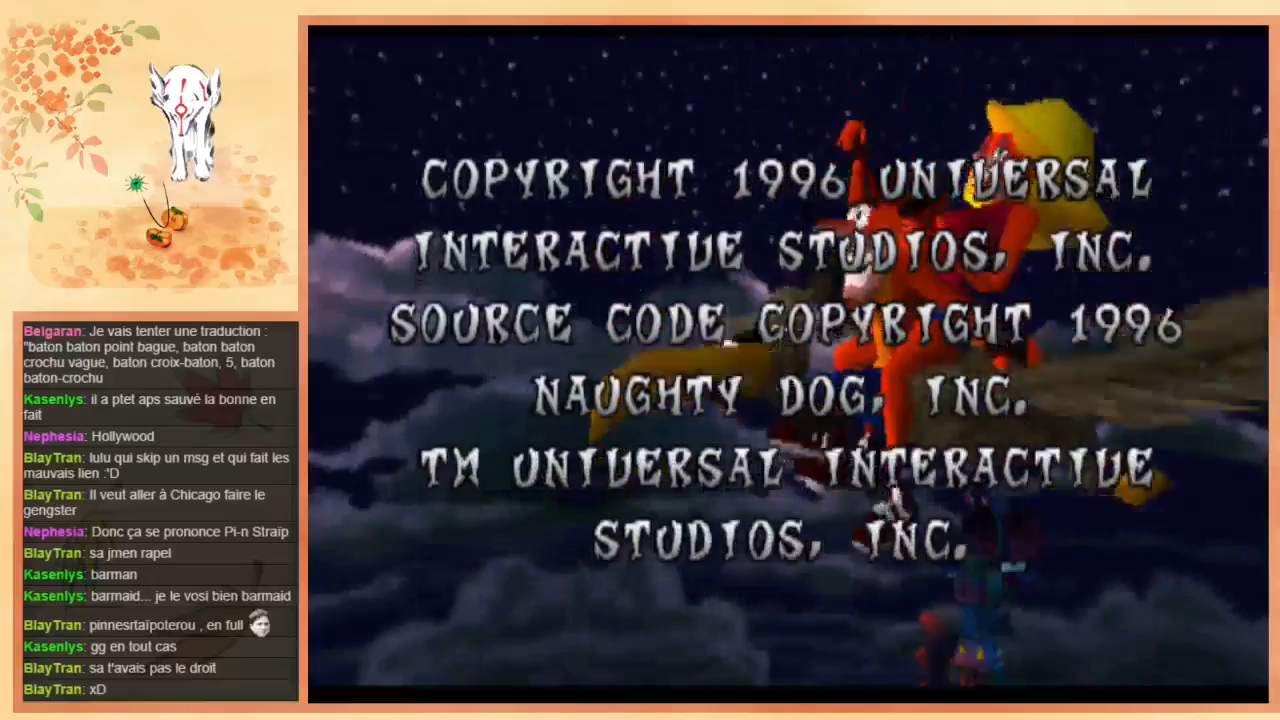 Belgaran: Je vais tenter une traduction :
"baton baton point bague, baton baton
crochu vague, baton croix-baton, 5, baton
baton-crochu
Kasenlys: il a ptet aps sauvé la bonne en
fait
Nephesia: Hollywood
BlayTran: lulu qui skip un msg et qui fait les
mauvais lien :'D
BlayTran: Il veut aller à Chicago faire le
gengster
Nephesia: Donc ça se prononce Pi-n Straïp
BlayTran: sa jmen rapel
Kasenlys: barman
Kasenlys: barmaid... je le vosi bien barmaid
BlayTran: pinnesrtaïpoterou , en full
Kasenlys: gg en tout cas
BlayTran: sa t'avais pas le droit
BlayTran: xD
COPYRIGHT 1996 UNIVERSAL
INTERACTIVE STUDIOS, INC.
SOURCE CODE COPYRIGHT 1996
NAUGHTY DOG, INC.
TM UNIVERSAL INTERACTIVE
STUDIOS, INC.